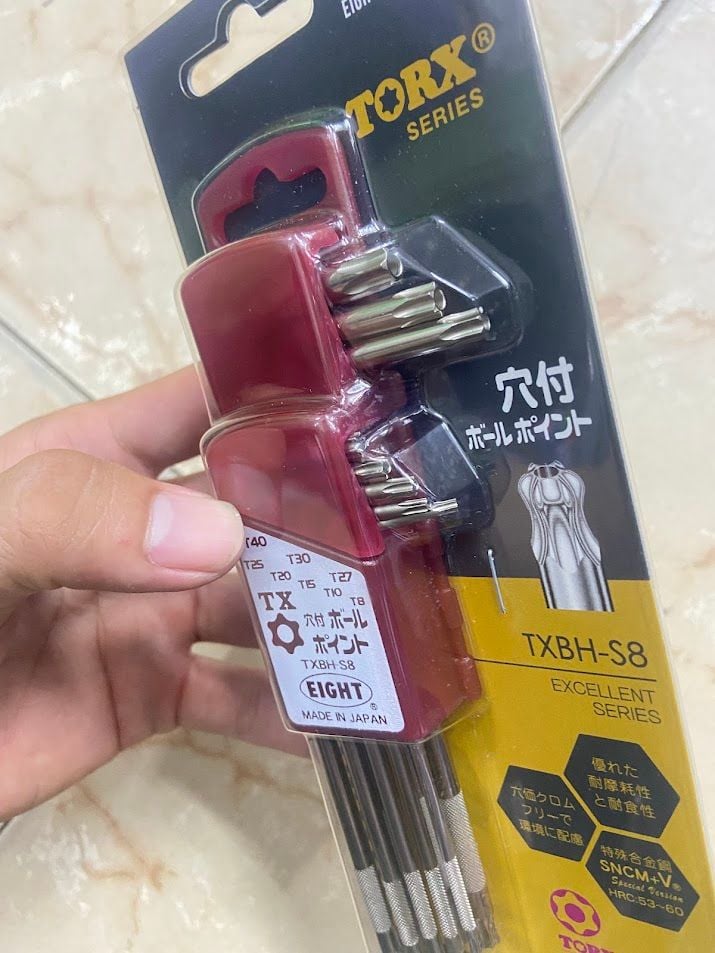 TORX®
SERIES
穴付
ボールポイント
T40
T30
T27
T25
T20
T15
T10
T8
TX
穴付 ボール
ポイント
TXBH-S8
EIGHT
®
MADE IN JAPAN
TXBH-S8
EXCELLENT
SERIES
優れた
耐摩耗性
と耐食性
六価クロム
フリーで
環境に配慮
特殊合金鋼
SNCM+V®
Special Version
HRC:53~60
TORX